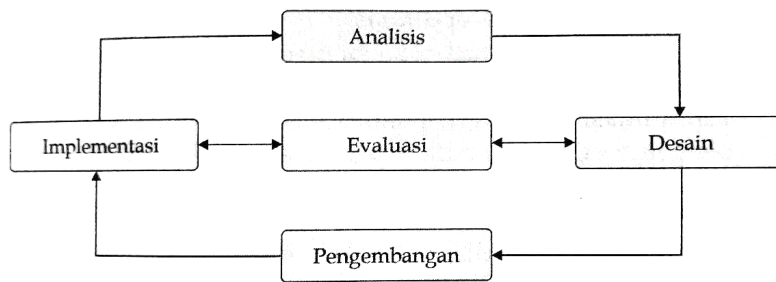 Analisis
Implementasi
Evaluasi
Desain
Pengembangan